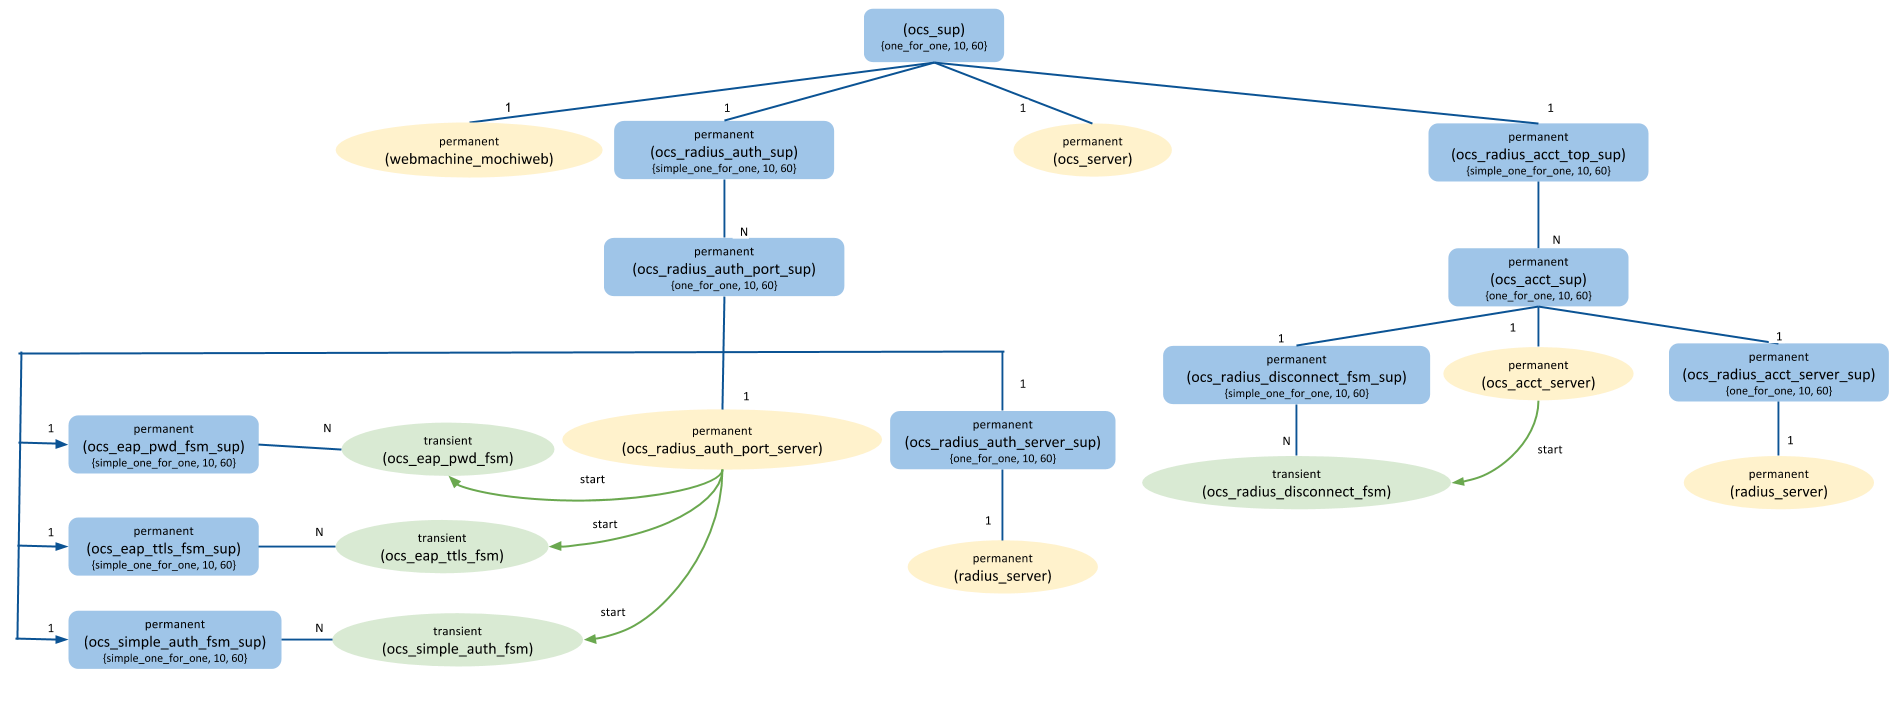 (ocs_sup)
{one_for_one, 10, 60}
1
1
1
1
permanent
(webmachine_mochiweb)
permanent
(ocs_radius_auth_sup)
{simple_one_for_one, 10, 60}
permanent
(ocs_server)
permanent
(ocs_radius_acct_top_sup)
{simple_one_for_one, 10, 60}
N
N
permanent
(ocs_radius_auth_port_sup)
{one_for_one, 10, 60}
permanent
(ocs_acct_sup)
{one_for_one, 10, 60}
1
1
1
permanent
(ocs_radius_disconnect_fsm_sup)
{simple_one_for_one, 10, 60}
permanent
(ocs_acct_server)
permanent
(ocs_radius_acct_server_sup)
{one_for_one, 10, 60}
1
1
1
permanent
(ocs_eap_pwd_fsm_sup)
{simple_one_for_one, 10, 60}
N
transient
(ocs_eap_pwd_fsm)
permanent
(ocs_radius_auth_port_server)
permanent
(ocs_radius_auth_server_sup)
{one_for_one, 10, 60}
N
start
1
start
transient
(ocs_radius_disconnect_fsm)
permanent
(radius_server)
1
permanent
(ocs_eap_ttls_fsm_sup)
{simple_one_for_one, 10, 60}
N
transient
(ocs_eap_ttls_fsm)
start
1
permanent
(radius_server)
1
permanent
(ocs_simple_auth_fsm_sup)
{simple_one_for_one, 10, 60}
N
transient
(ocs_simple_auth_fsm)
start